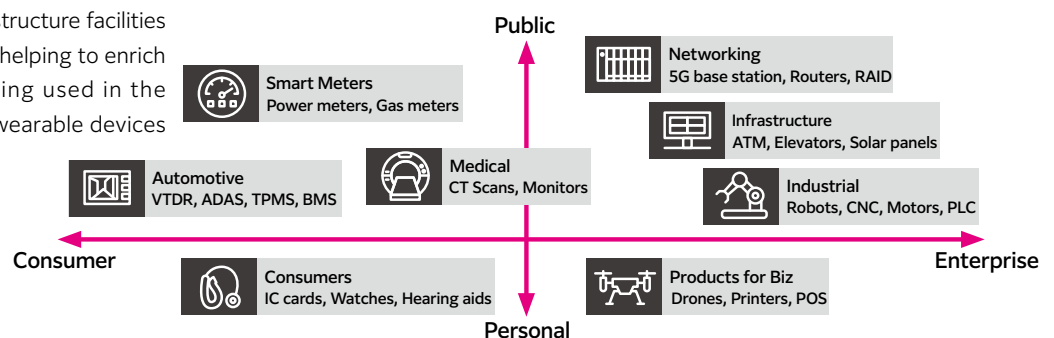 structure facilities
helping to enrich
ing used in the
wearable devices
Public
Networking
5G base station, Routers, RAID
Smart Meters
Power meters, Gas meters
Infrastructure
ATM, Elevators, Solar panels
Medical
CT Scans, Monitors
Automotive
VTDR, ADAS, TPMS, BMS
Industrial
Robots, CNC, Motors, PLC
Consumer
Enterprise
Consumers
IC cards, Watches, Hearing aids
Products for Biz
Drones, Printers, POS
Personal